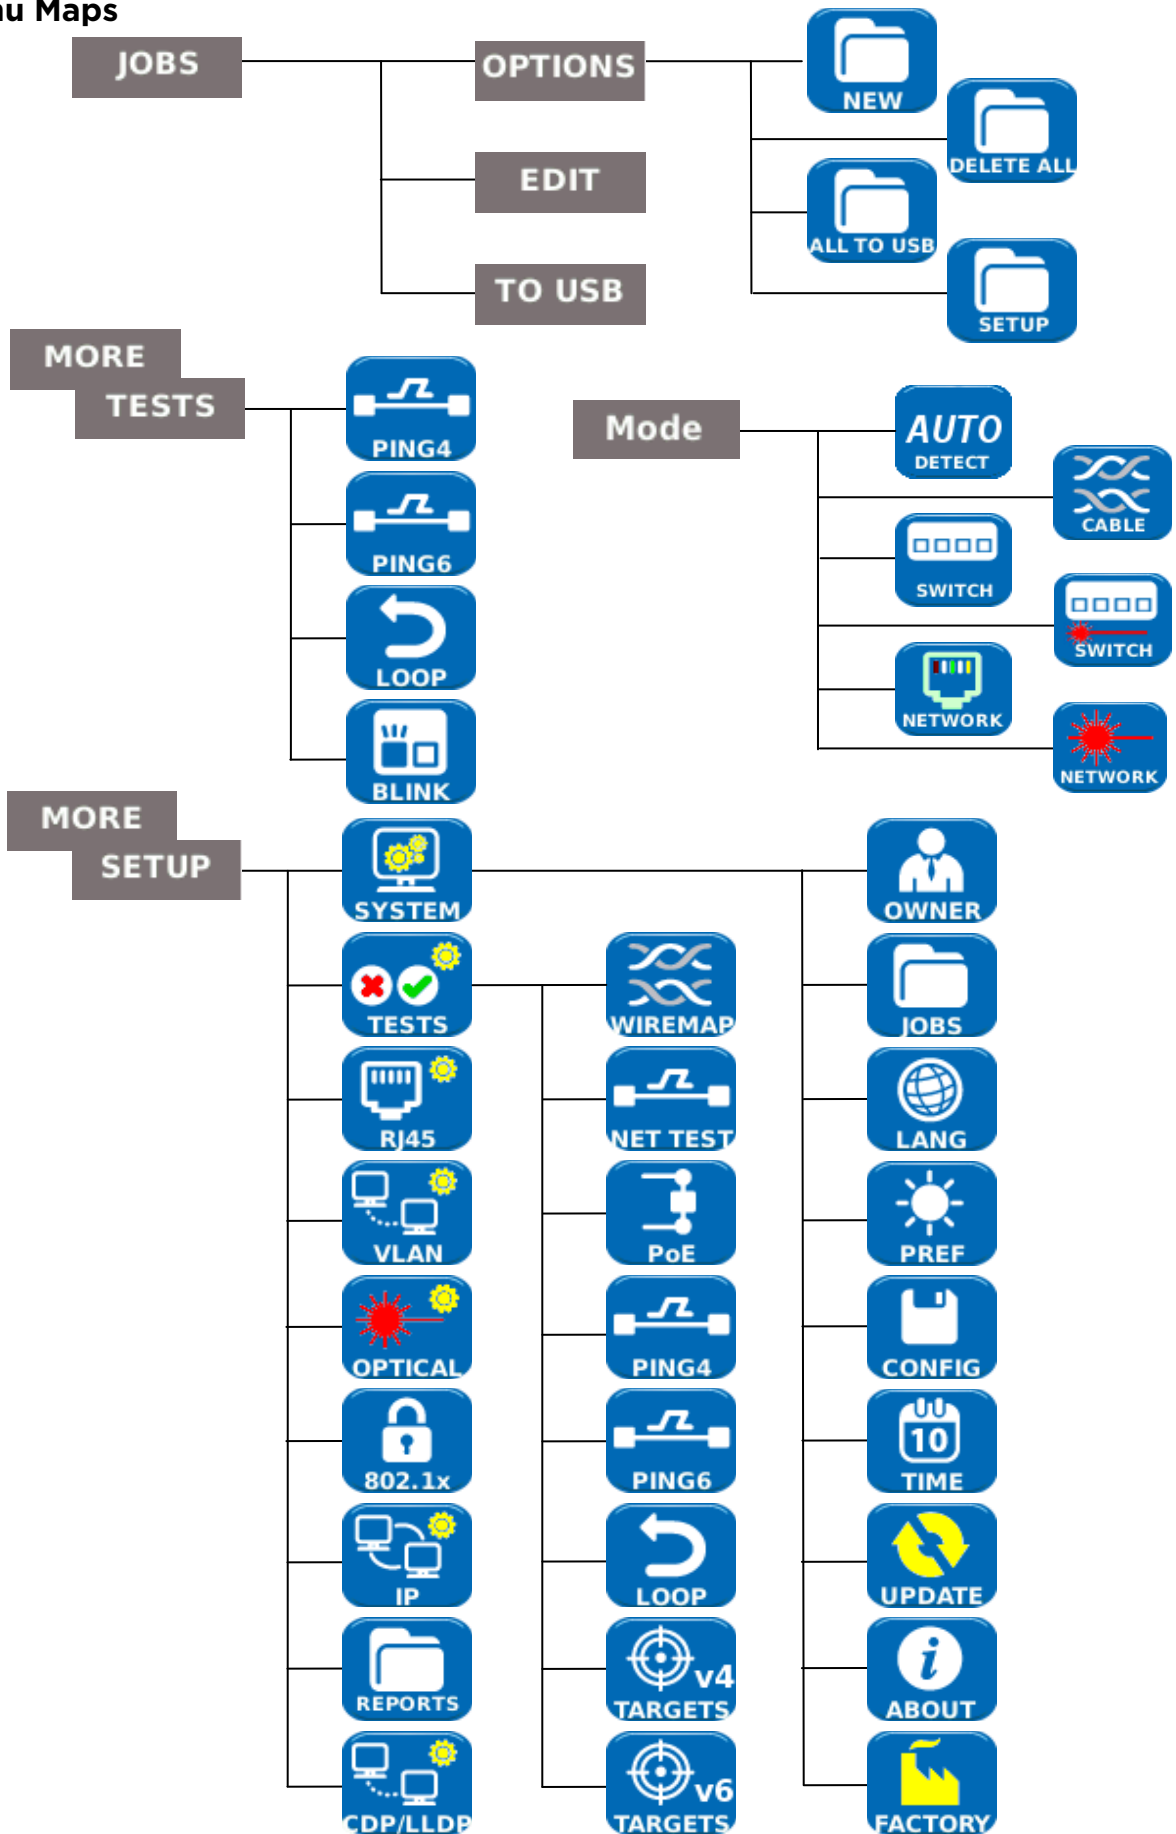 nu Maps
JOBS
OPTIONS
NEW
DELETE ALL
EDIT
ALL TO USB
TO USB
SETUP
MORE
TESTS
PING4
PING6
LOOP
BLINK
Mode
AUTO
DETECT
CABLE
SWITCH
SWITCH
NETWORK
NETWORK
MORE
SETUP
SYSTEM
OWNER
TESTS
WIREMAP
JOBS
RJ45
NET TEST
LANG
VLAN
PoE
PREF
OPTICAL
PING4
CONFIG
802.1x
PING6
10
TIME
IP
LOOP
UPDATE
REPORTS
v4
TARGETS
i
ABOUT
CDP/LLDP
v6
TARGETS
FACTORY